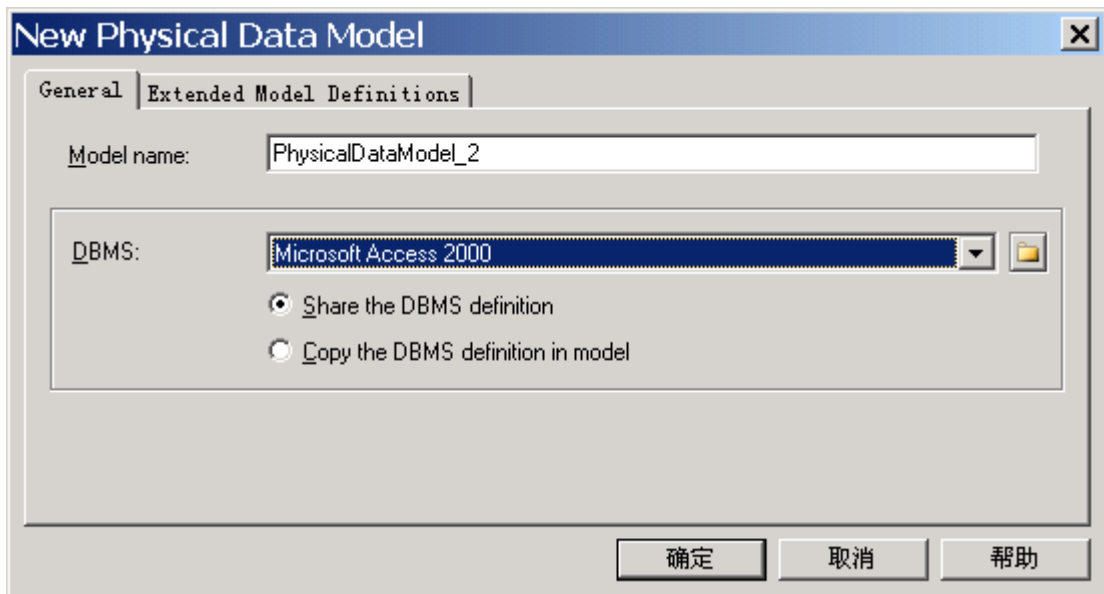 New Physical Data Model
General
Extended Model Definitions
Model name:
PhysicalDataModel_2
DBMS:
Microsoft Access 2000
Share the DBMS definition
Copy the DBMS definition in model
确定
取消
帮助